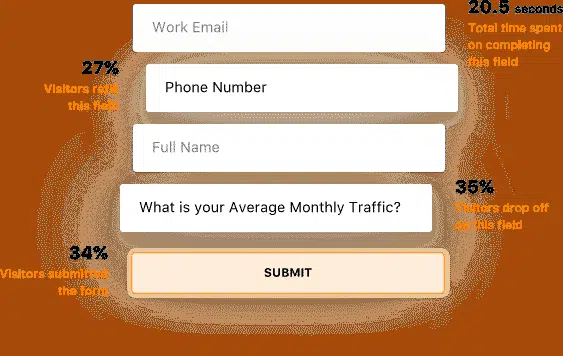 20.5 seconds
Work Email
Total time spent
on completing
this field
27%
Visitors refill
this field
Phone Number
Full Name
35%
Visitors drop off
on this field
What is your Average Monthly Traffic?
34%
Visitors submitted
the form
SUBMIT